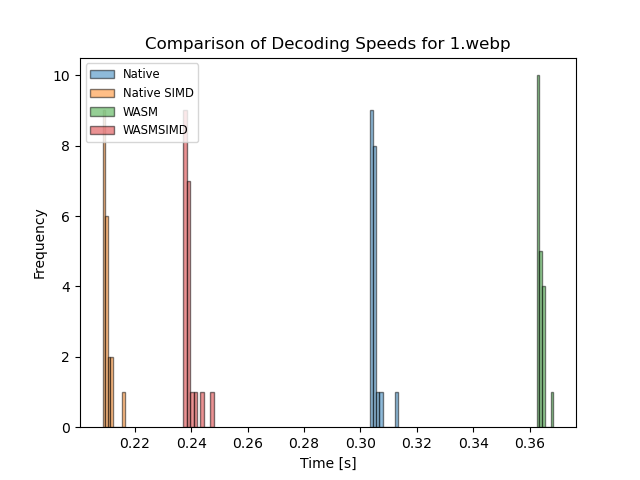 Comparison of Decoding Speeds for 1.webp
Native
Native SIMD
WASM
WASMSIMD
10
8
6
4
2
0
Frequency
0.22 0.24 0.26 0.28 0.30 0.32 0.34 0.36
Time [s]